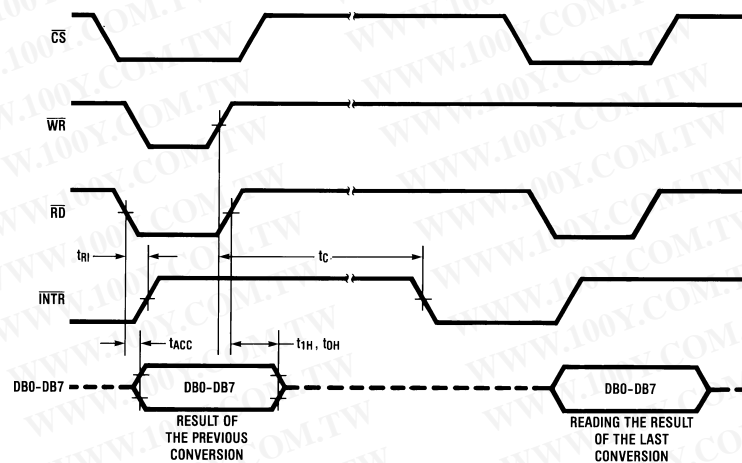 CS
WR
RD
tRI
tC
INTR
tACC
t1H, t0H
DB0-DB7
DB0-DB7
DB0-DB7
RESULT OF
THE PREVIOUS
CONVERSION
READING THE RESULT
OF THE LAST
CONVERSION
WWW.100Y.COM.TW